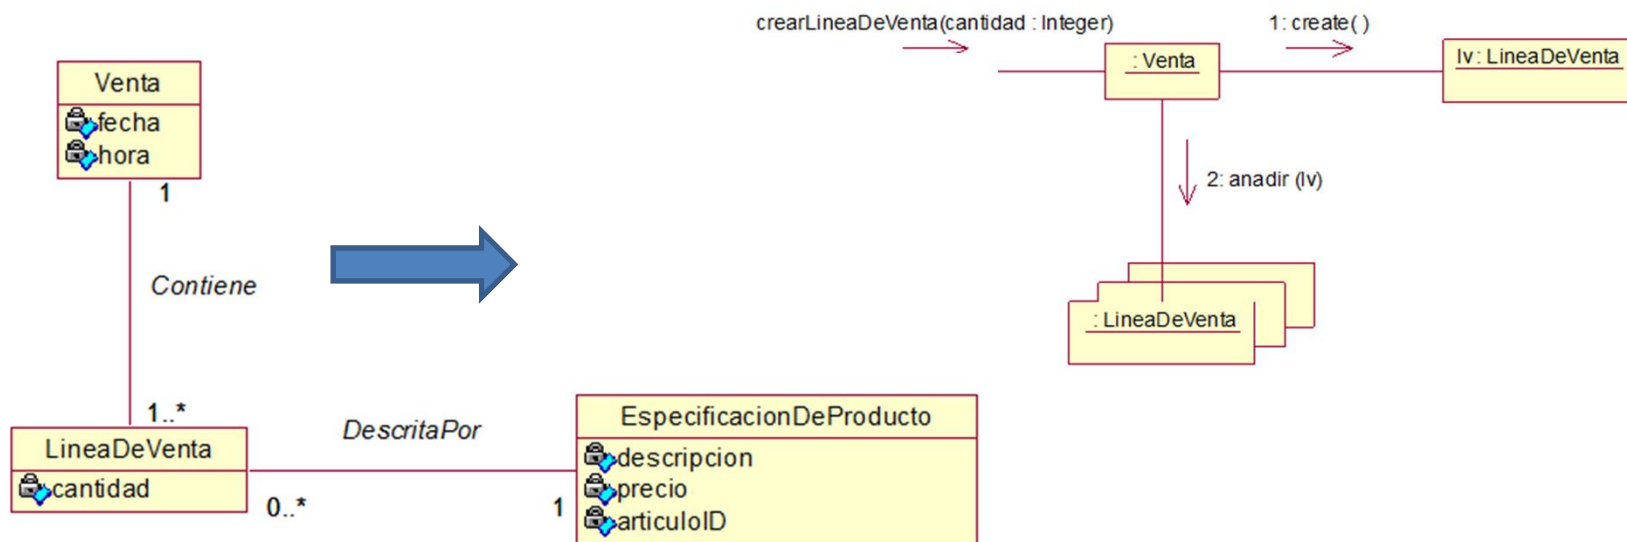 Venta
fecha
hora
1
Contiene
1..*
LineaDeVenta
cantidad
DescritaPor
0..*
1
EspecificacionDeProducto
descripcion
precio
articuloID
crearLineaDeVenta(cantidad : Integer)
1: create( )
: Venta
lv : LineaDeVenta
2: anadir (lv)
: LineaDeVenta